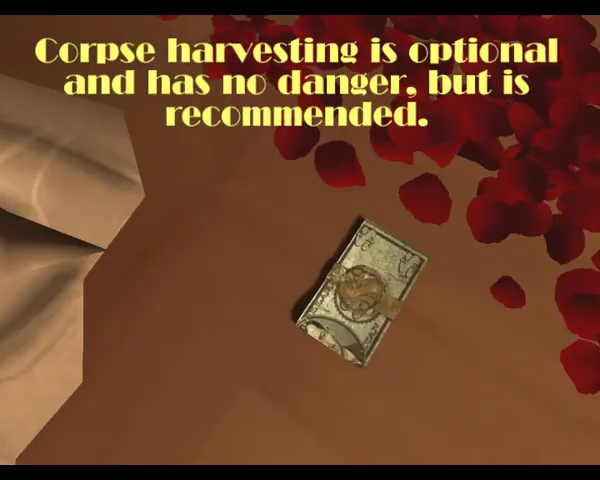 Corpse harvesting is optional
and has no danger, but is
recommended.